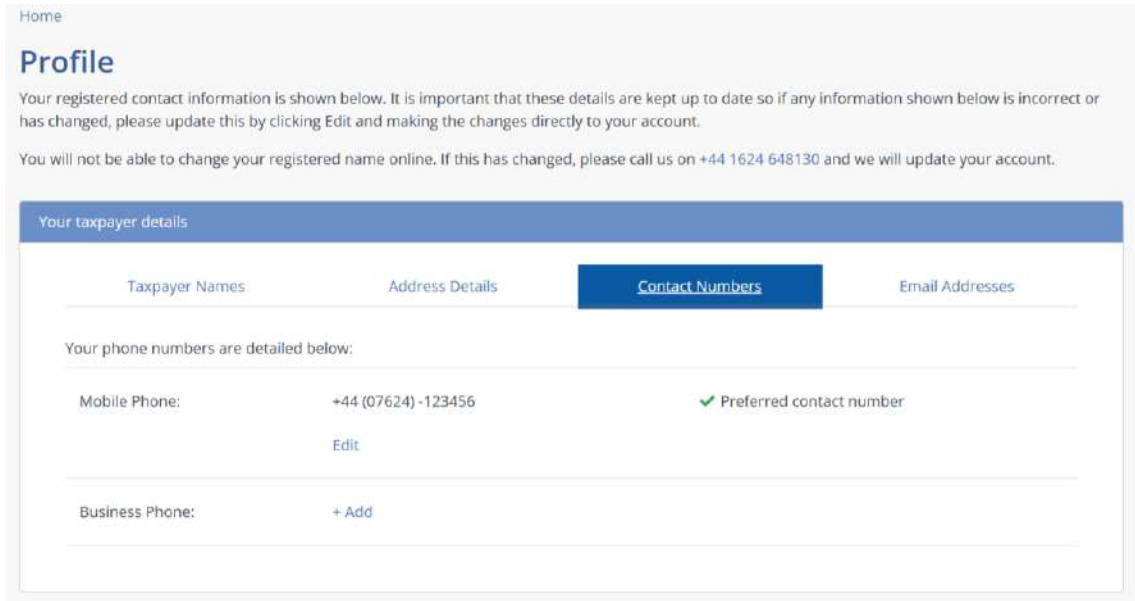 Home
Profile
Your registered contact information is shown below. It is important that these details are kept up to date so if any information shown below is incorrect or
has changed, please update this by clicking Edit and making the changes directly to your account.
You will not be able to change your registered name online. If this has changed, please call us on +44 1624 648130 and we will update your account.
Your taxpayer details
Taxpayer Names Address Details Contact Numbers Email Addresses
Your phone numbers are detailed below:
Mobile Phone: +44 (07624) -123456 ✔ Preferred contact number
Edit
Business Phone: + Add